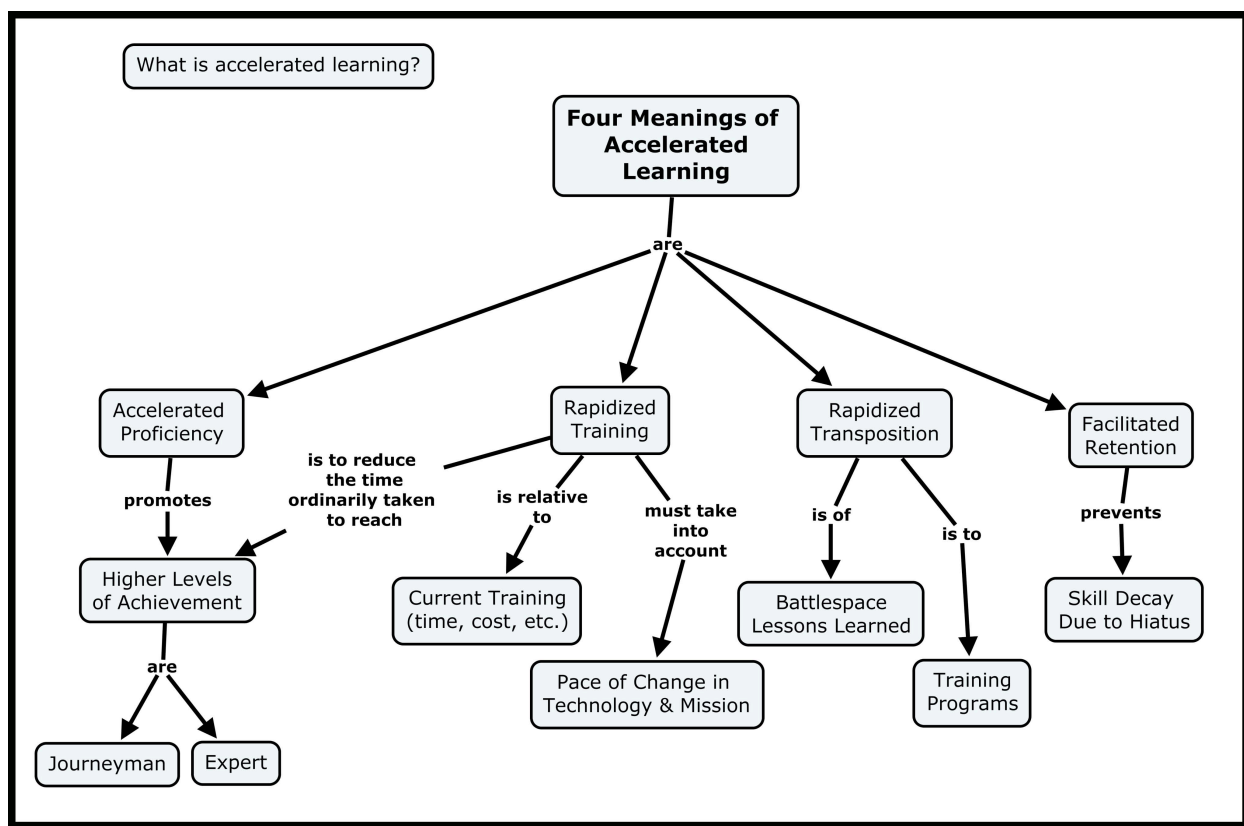 What is accelerated learning?
Four Meanings of
Accelerated
Learning
are
Accelerated
Proficiency
Rapidized
Training
Rapidized
Transposition
Facilitated
Retention
promotes
is to reduce
the time
ordinarily taken
to reach
is relative
to
must take
into
account
is of
is to
prevents
Higher Levels
of Achievement
Current Training
(time, cost, etc.)
Battlespace
Lessons Learned
Skill Decay
Due to Hiatus
are
Pace of Change in
Technology & Mission
Training
Programs
Journeyman
Expert